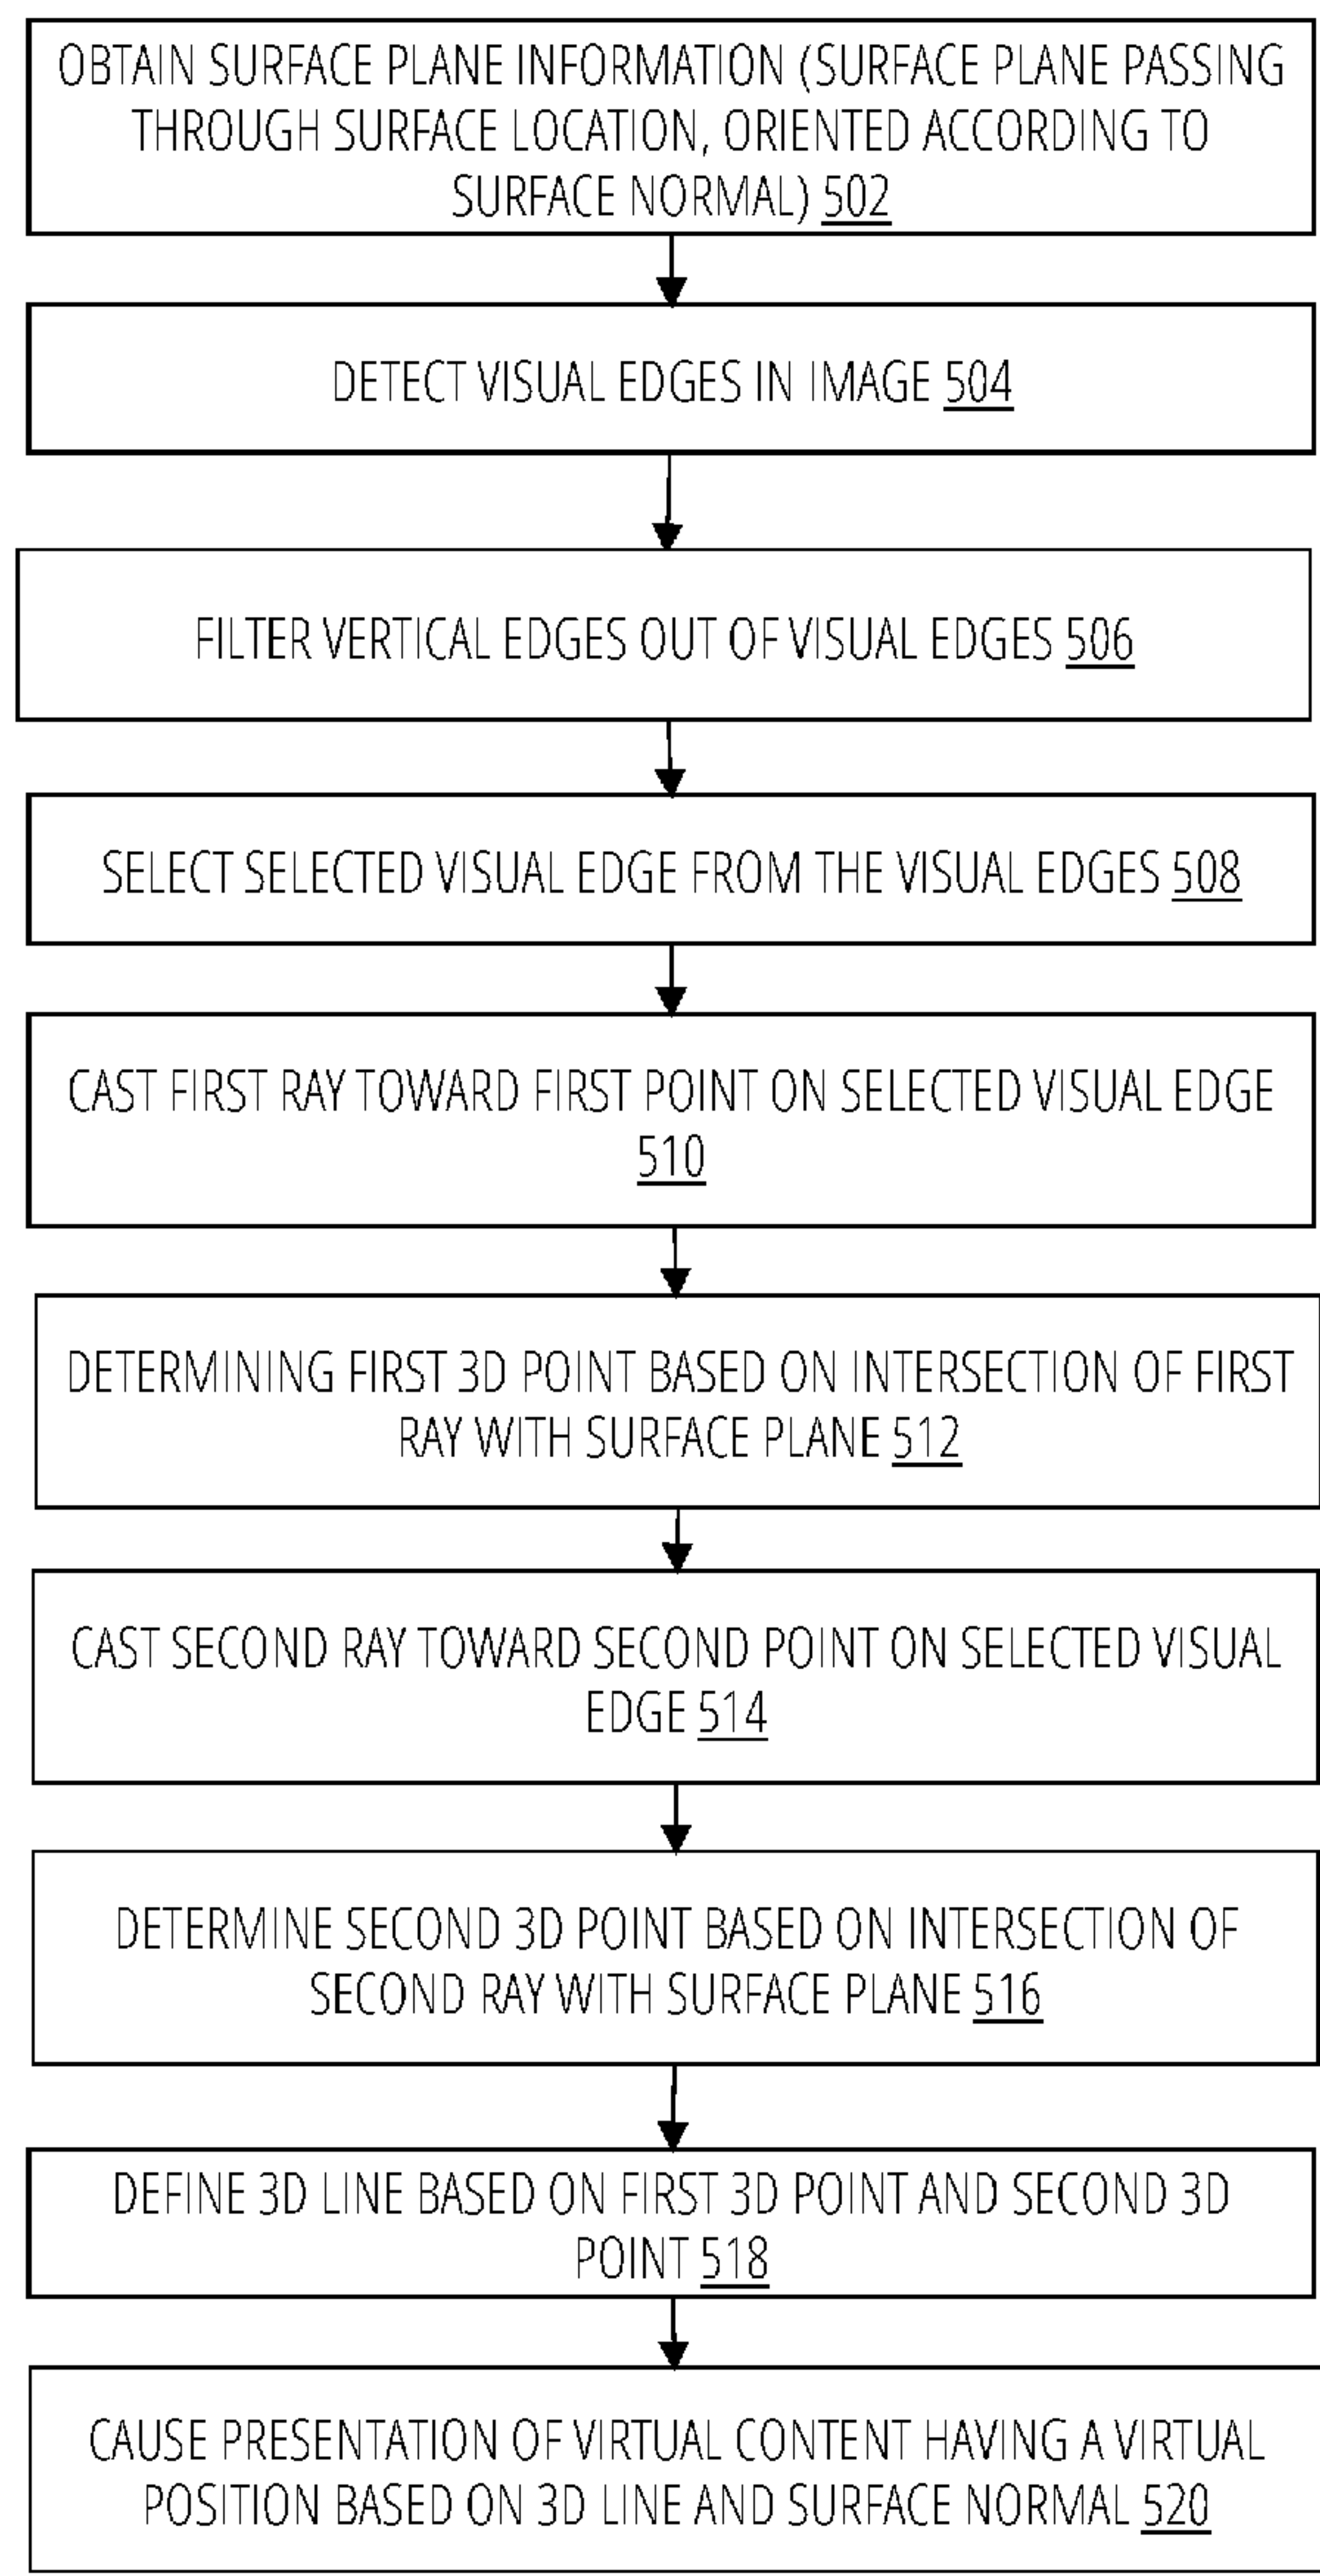 OBTAIN SURFACE PLANE INFORMATION (SURFACE PLANE PASSING
THROUGH SURFACE LOCATION, ORIENTED ACCORDING TO
SURFACE NORMAL) 502
DETECT VISUAL EDGES IN IMAGE 504
FILTER VERTICAL EDGES OUT OF VISUAL EDGES 506
SELECT SELECTED VISUAL EDGE FROM THE VISUAL EDGES 508
CAST FIRST RAY TOWARD FIRST POINT ON SELECTED VISUAL EDGE
510
DETERMINING FIRST 3D POINT BASED ON INTERSECTION OF FIRST
RAY WITH SURFACE PLANE 512
CAST SECOND RAY TOWARD SECOND POINT ON SELECTED VISUAL
EDGE 514
DETERMINE SECOND 3D POINT BASED ON INTERSECTION OF
SECOND RAY WITH SURFACE PLANE 516
DEFINE 3D LINE BASED ON FIRST 3D POINT AND SECOND 3D
POINT 518
CAUSE PRESENTATION OF VIRTUAL CONTENT HAVING A VIRTUAL
POSITION BASED ON 3D LINE AND SURFACE NORMAL 520